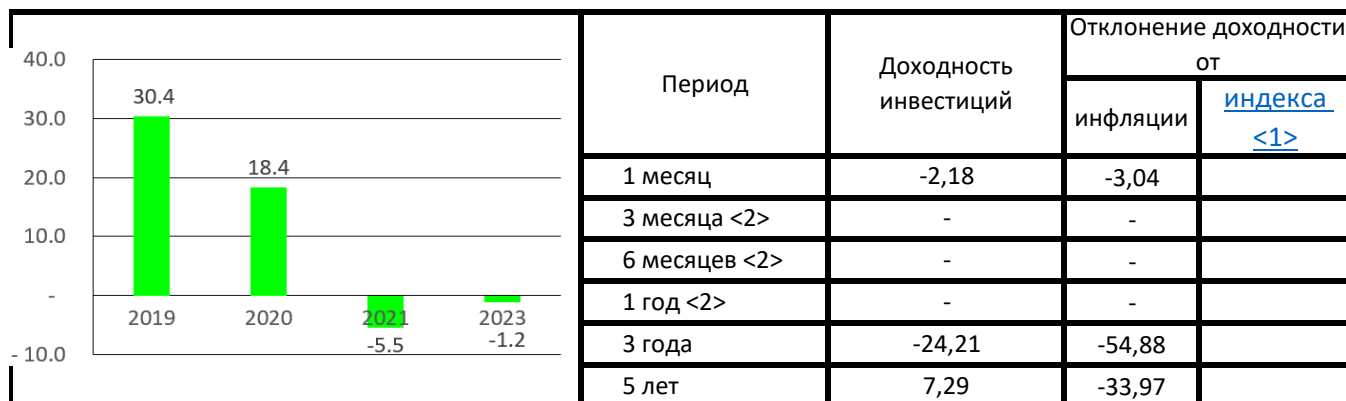 40.0
30.0
20.0
10.0
-
- 10.0
30.4
18.4
-5.5
-1.2
2019
2020
2021
2023
Период
Доходность
инвестиций
Отклонение доходности
от
инфляции
индекса
<1>
1 месяц -2,18 -3,04
3 месяца <2> - -
6 месяцев <2> - -
1 год <2> - -
3 года -24,21 -54,88
5 лет 7,29 -33,97